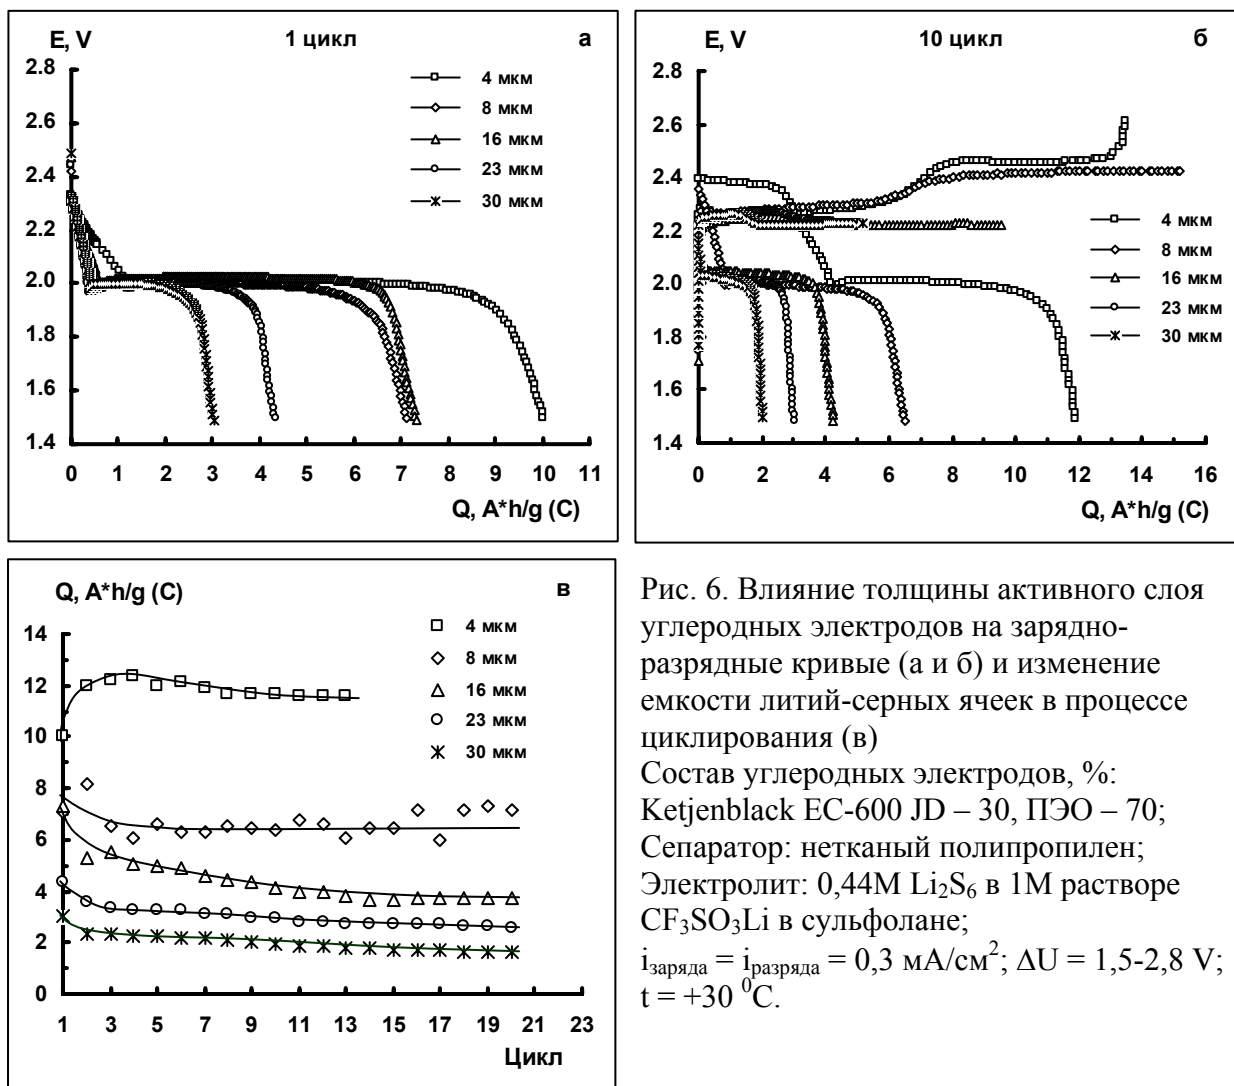 E, V
1 цикл
а
2.8
2.6
2.4
2.2
2.0
1.8
1.6
1.4
4 мкм
8 мкм
16 мкм
23 мкм
30 мкм
0 1 2 3 4 5 6 7 8 9 10 11
Q, A*h/g (C)
E, V
10 цикл
б
2.8
2.6
2.4
2.2
2.0
1.8
1.6
1.4
4 мкм
8 мкм
16 мкм
23 мкм
30 мкм
0 2 4 6 8 10 12 14 16
Q, A*h/g (C)
Q, A*h/g (C)
в
14
12
10
8
6
4
2
0
4 мкм
8 мкм
16 мкм
23 мкм
30 мкм
1 3 5 7 9 11 13 15 17 19 21 23
Цикл
Рис. 6. Влияние толщины активного слоя
углеродных электродов на зарядно-
разрядные кривые (а и б) и изменение
емкости литий-серных ячеек в процессе
циклирования (в)
Состав углеродных электродов, %:
Ketjenblack EC-600 JD – 30, ПЭО – 70;
Сепаратор: нетканый полипропилен;
Электролит: 0,44М Li₂S₆ в 1М растворе
CF₃SO₃Li в сульфолане;
iзаряда = iразряда = 0,3 мА/см²; ΔU = 1,5-2,8 V;
t = +30 ⁰С.